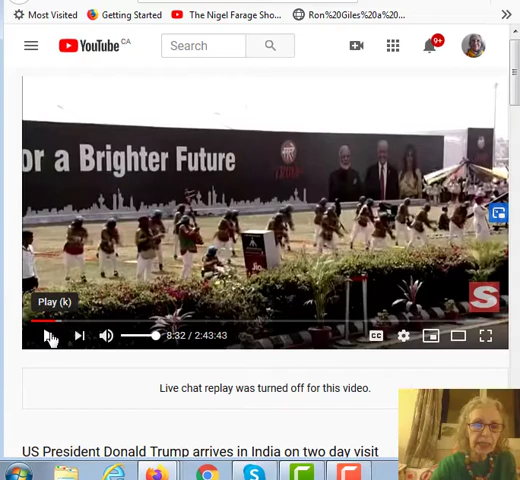 Most Visited Getting Started The Nigel Farage Sho... Ron%20Giles%20a%20...
YouTube CA
Search
9+
or a Brighter Future
Play (k)
8:32 / 2:43:43
CC
S
Live chat replay was turned off for this video.
US President Donald Trump arrives in India on two day visit
S